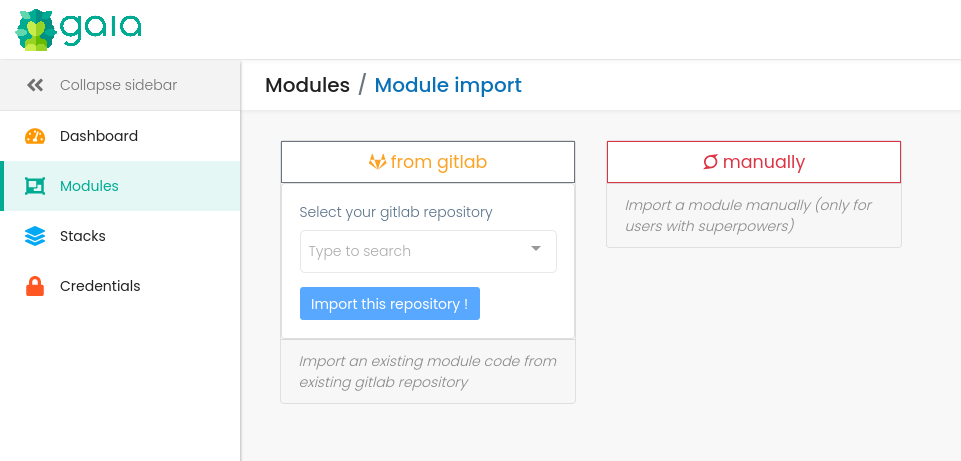 gaia
Collapse sidebar
Modules / Module import
Dashboard
Modules
Stacks
Credentials
from gitlab
Select your gitlab repository
Type to search
Import this repository !
Import an existing module code from
existing gitlab repository
manually
Import a module manually (only for
users with superpowers)